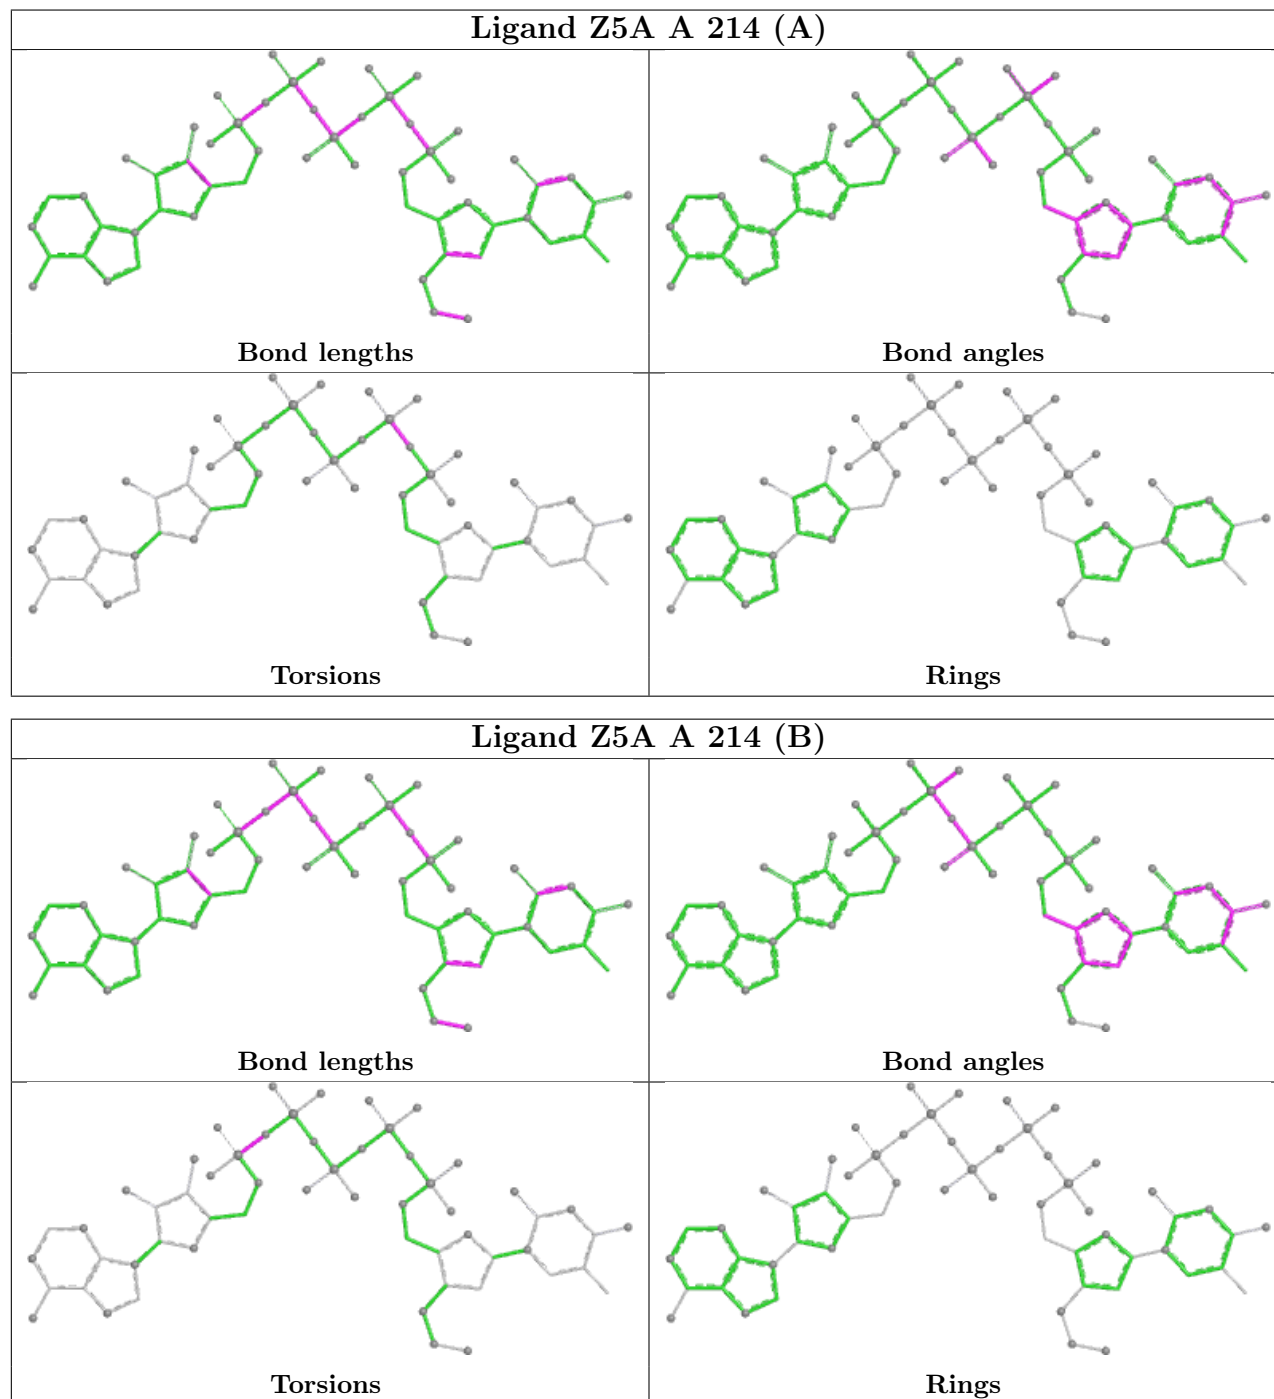 Ligand Z5A A 214 (A)
Bond lengths
Bond angles
Torsions
Rings
Ligand Z5A A 214 (B)
Bond lengths
Bond angles
Torsions
Rings